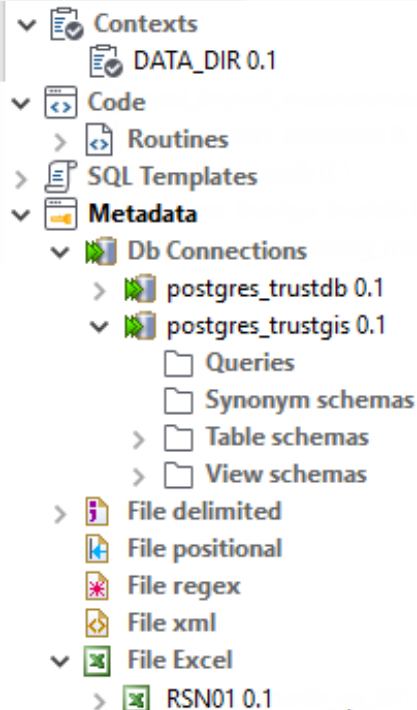 Contexts
DATA_DIR 0.1
Code
Routines
SQL Templates
Metadata
Db Connections
postgres_trustdb 0.1
postgres_trustgis 0.1
Queries
Synonym schemas
Table schemas
View schemas
File delimited
File positional
File regex
File xml
File Excel
RSN01 0.1